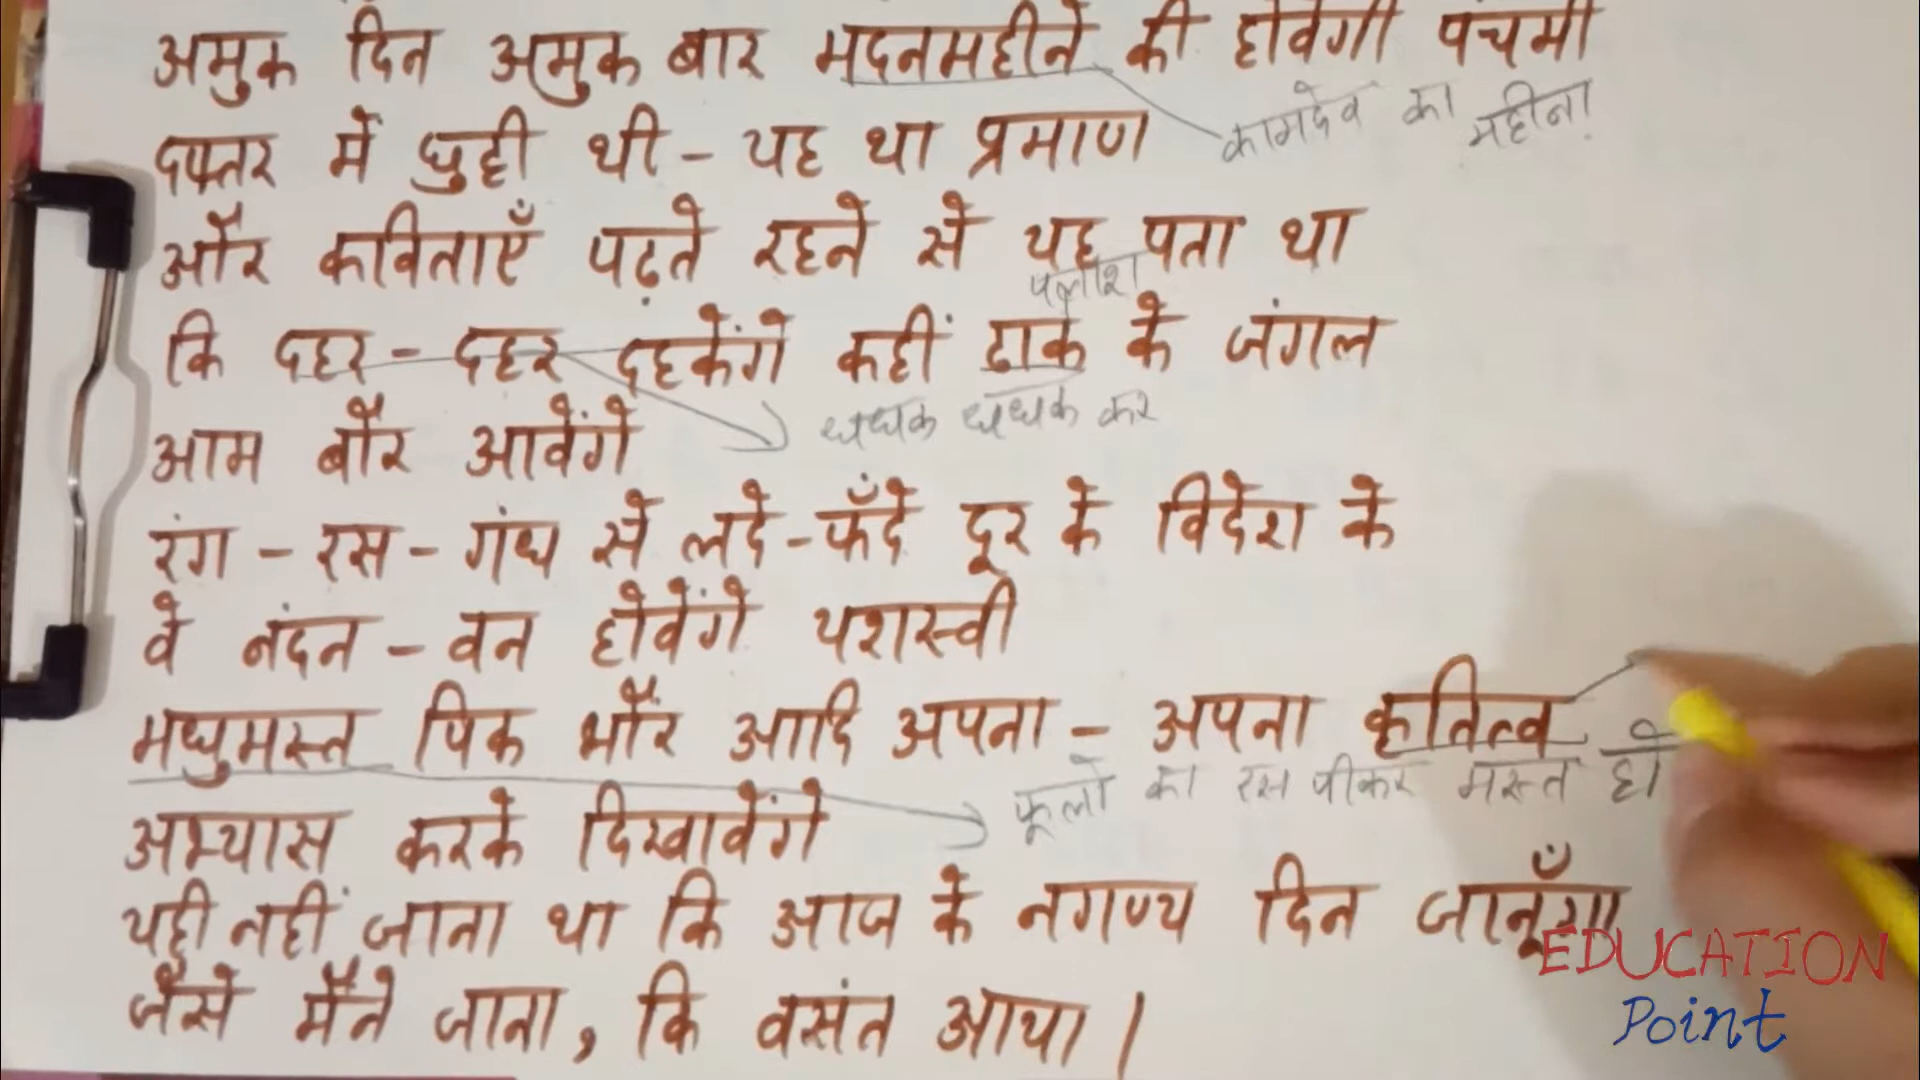 अमुक दिन अमुक बार मदनमहीने की होवेगी पंचमी
कामदेव का महीना
दफ्तर में छुट्टी थी - यह था प्रमाण
और कविताएँ पढ़ते रहने से यह पता था
पलाश
कि दहर - दहर दहकेंगे कहीं ढाक के जंगल
धधक धधक कर
आम बौर आवेंगे
रंग - रस - गंध से लदे - फँदे दूर के विदेश के
वे नंदन - वन होवेंगे यशस्वी
मधुमस्त पिक भौंर आदि अपना - अपना कृतित्व
फूलो का रस पीकर मस्त हो
अभ्यास करके दिखावेंगे
यही नहीं जाना था कि आज के नगण्य दिन जानूँगा
जैसे मैंने जाना, कि वसंत आया।
EDUCATION
Point